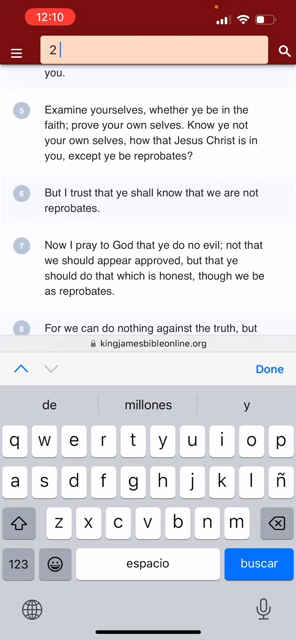 12:10
2
you.
5 Examine yourselves, whether ye be in the
faith; prove your own selves. Know ye not
your own selves, how that Jesus Christ is in
you, except ye be reprobates?
6 But I trust that ye shall know that we are not
reprobates.
7 Now I pray to God that ye do no evil; not that
we should appear approved, but that ye
should do that which is honest, though we be
as reprobates.
8 For we can do nothing against the truth, but
kingjamesbibleonline.org
Done
de millones y
q w e r t y u i o p
a s d f g h j k l ñ
z x c v b n m
123 espacio buscar